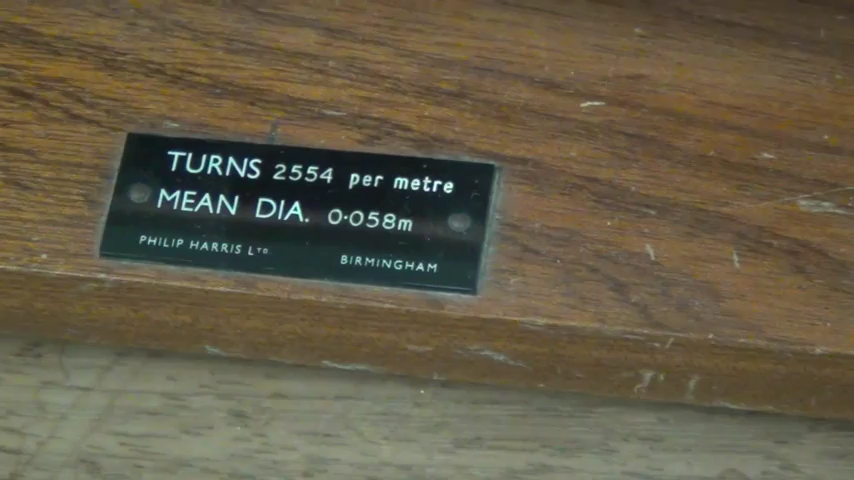 TURNS 2554 per metre
MEAN DIA. 0·058m
PHILIP HARRIS LTD. BIRMINGHAM